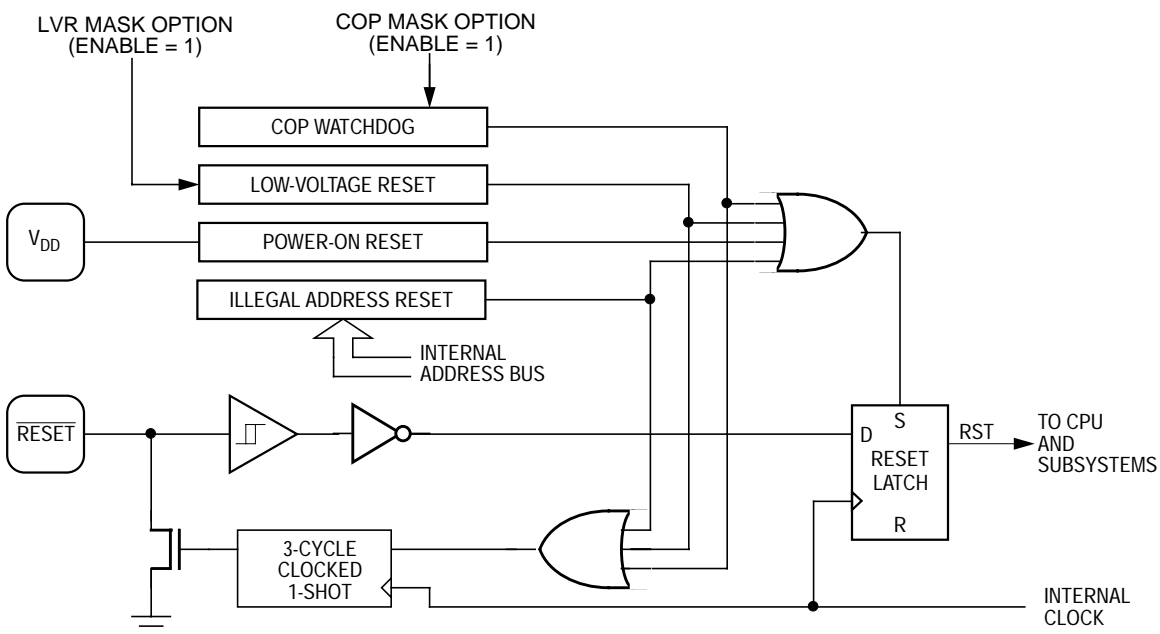 LVR MASK OPTION
(ENABLE = 1)
COP MASK OPTION
(ENABLE = 1)
COP WATCHDOG
LOW-VOLTAGE RESET
VDD
POWER-ON RESET
ILLEGAL ADDRESS RESET
INTERNAL
ADDRESS BUS
RESET
D
S
RESET
LATCH
R
RST
TO CPU
AND
SUBSYSTEMS
3-CYCLE
CLOCKED
1-SHOT
INTERNAL
CLOCK